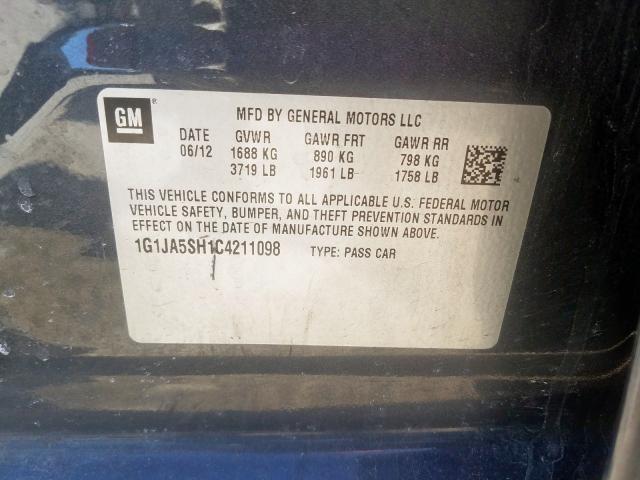 GM ®
MFD BY GENERAL MOTORS LLC
DATE GVWR GAWR FRT GAWR RR
06/12 1688 KG 890 KG 798 KG
3719 LB 1961 LB 1758 LB
THIS VEHICLE CONFORMS TO ALL APPLICABLE U.S. FEDERAL MOTOR
VEHICLE SAFETY, BUMPER, AND THEFT PREVENTION STANDARDS IN
EFFECT ON THE DATE OF MANUFACTURE SHOWN ABOVE.
1G1JA5SH1C4211098 TYPE: PASS CAR